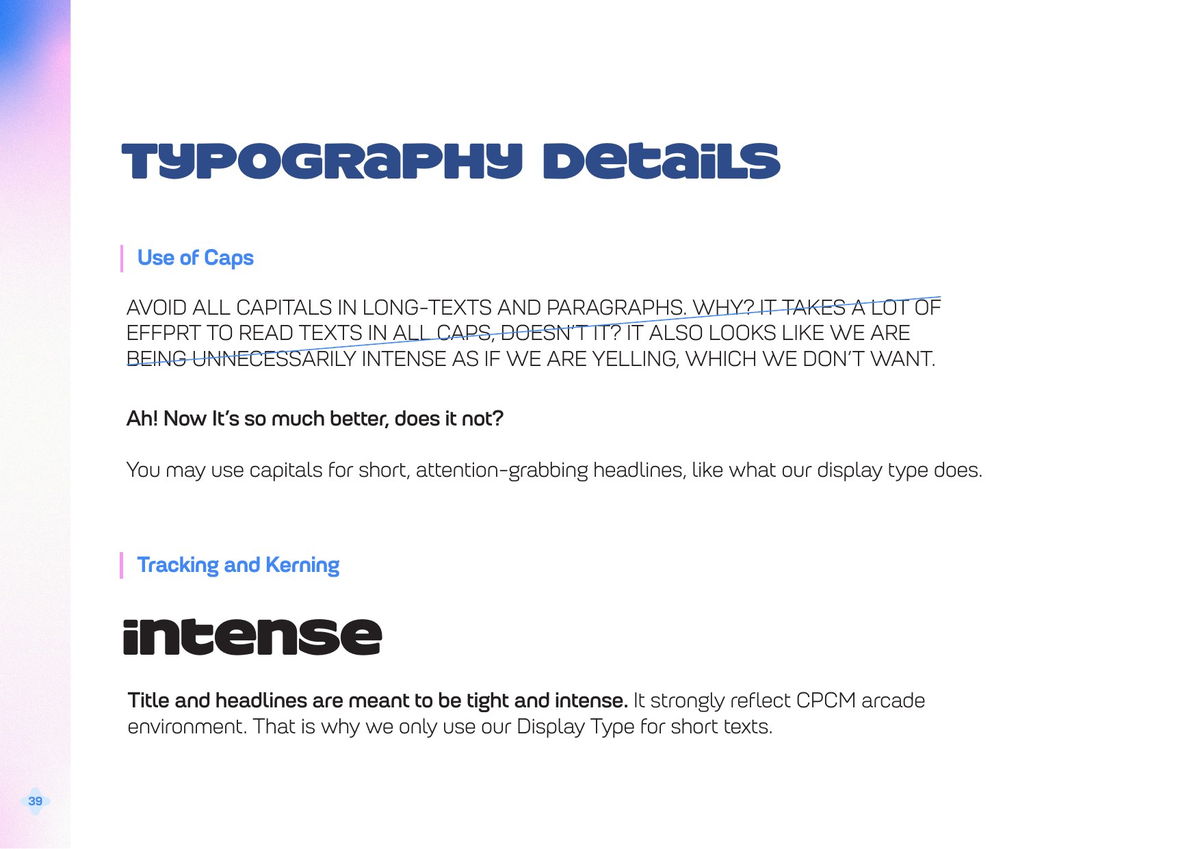 Typography Details
Use of Caps
AVOID ALL CAPITALS IN LONG-TEXTS AND PARAGRAPHS. WHY? IT TAKES A LOT OF
EFFPRT TO READ TEXTS IN ALL CAPS, DOESN'T IT? IT ALSO LOOKS LIKE WE ARE
BEING UNNECESSARILY INTENSE AS IF WE ARE YELLING, WHICH WE DON'T WANT.
Ah! Now It's so much better, does it not?
You may use capitals for short, attention-grabbing headlines, like what our display type does.
Tracking and Kerning
intense
Title and headlines are meant to be tight and intense. It strongly reflect CPCM arcade
environment. That is why we only use our Display Type for short texts.
39